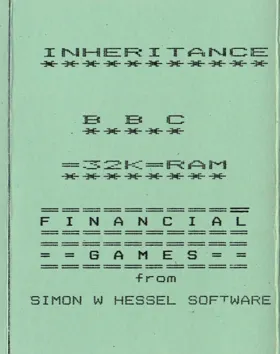 INHERITANCE
***********
B B C
*****
=32K=RAM
********
============
FINANCIAL
============
============
= = G A M E S = =
============
from
SIMON W HESSEL SOFTWARE